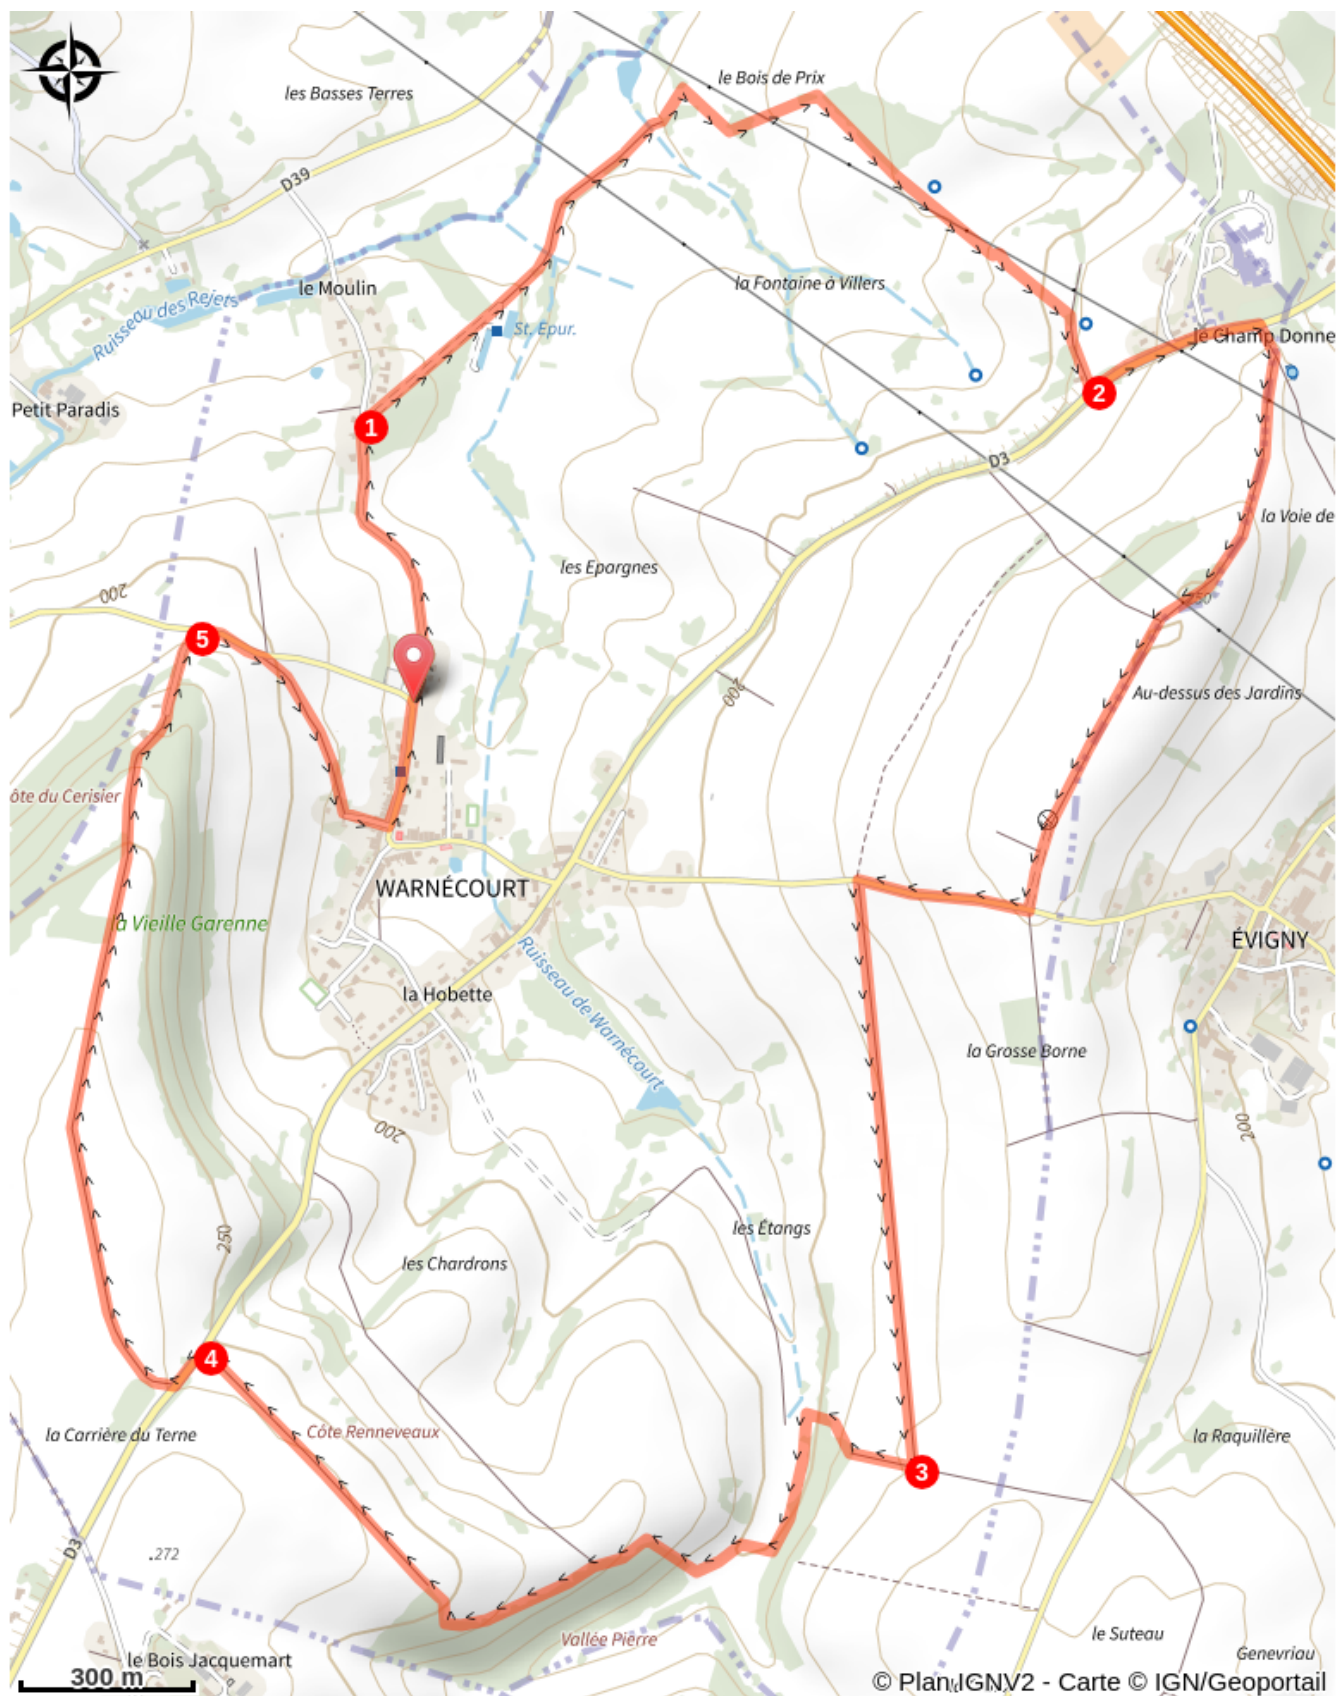 le Bois de Prix
les Basses Terres
D39
la Fontaine à Villers
le Moulin
Ruisseau des Rejets
St. Epur.
le Champ Donne
2
Petit Paradis
1
D3
la Voie de
les Epargnes
200
250
5
200
Au-dessus des Jardins
ôte du Cerisier
WARNÉCOURT
la Vieille Garenne
ÉVIGNY
la Hobette
Ruisseau de Warnécourt
la Grosse Borne
200
200
250
les Étangs
les Chardrons
4
Côte Renneveaux
la Carrière du Terne
la Raquillère
3
D3
.272
Vallée Pierre
le Suteau
Genevriau
le Bois Jacquemart
300 m
© Plan IGNV2 - Carte © IGN/Geoportail